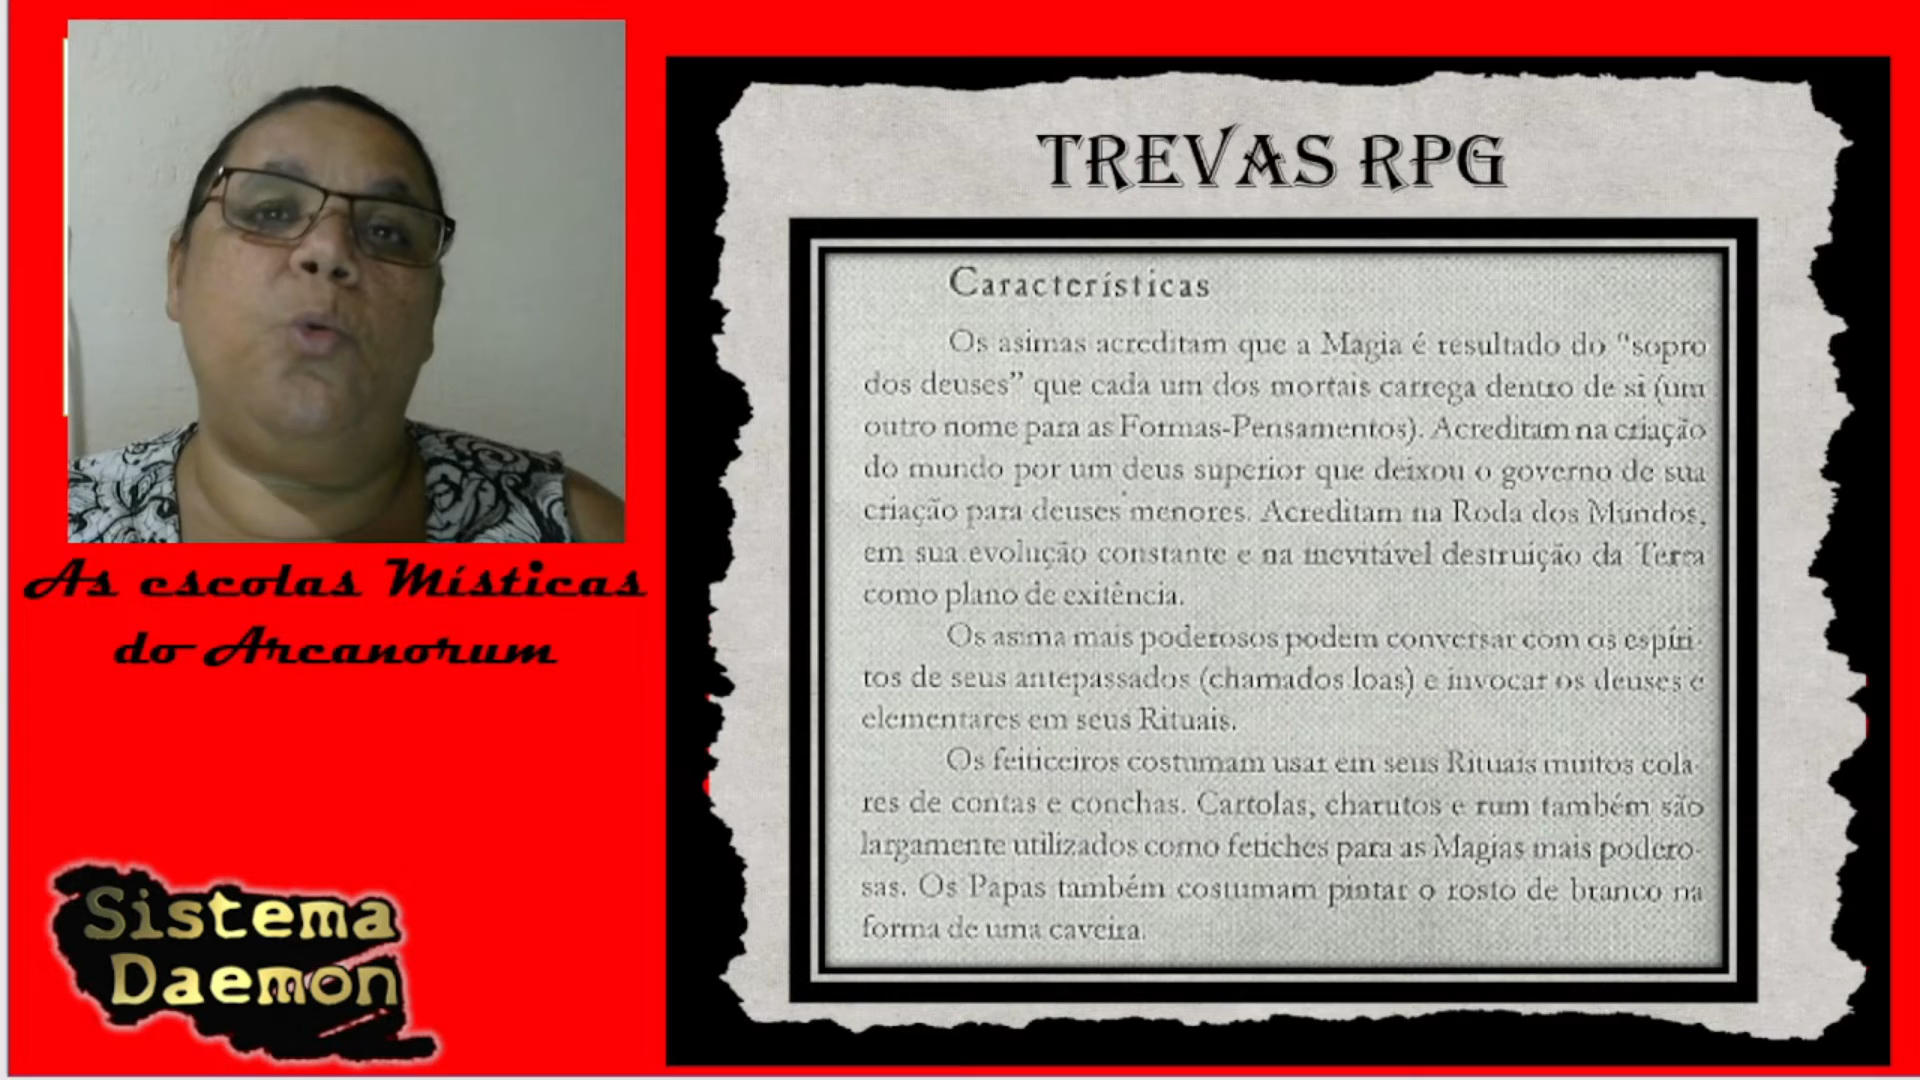 TREVAS RPG
Características
Os asimas acreditam que a Magia é resultado do “sopro
dos deuses” que cada um dos mortais carrega dentro de si (um
outro nome para as Formas-Pensamentos). Acreditam na criação
do mundo por um deus superior que deixou o governo de sua
criação para deuses menores. Acreditam na Roda dos Mundos,
em sua evolução constante e na inevitável destruição da Terra
como plano de exitência.
Os asima mais poderosos podem conversar com os espíri-
tos de seus antepassados (chamados loas) e invocar os deuses e
elementares em seus Rituais.
Os feiticeiros costumam usar em seus Rituais muitos cola-
res de contas e conchas. Cartolas, charutos e rum também são
largamente utilizados como fetiches para as Magias mais podero-
sas. Os Papas também costumam pintar o rosto de branco na
forma de uma caveira.
As escolas Místicas
do Arcanorum
Sistema
Daemon